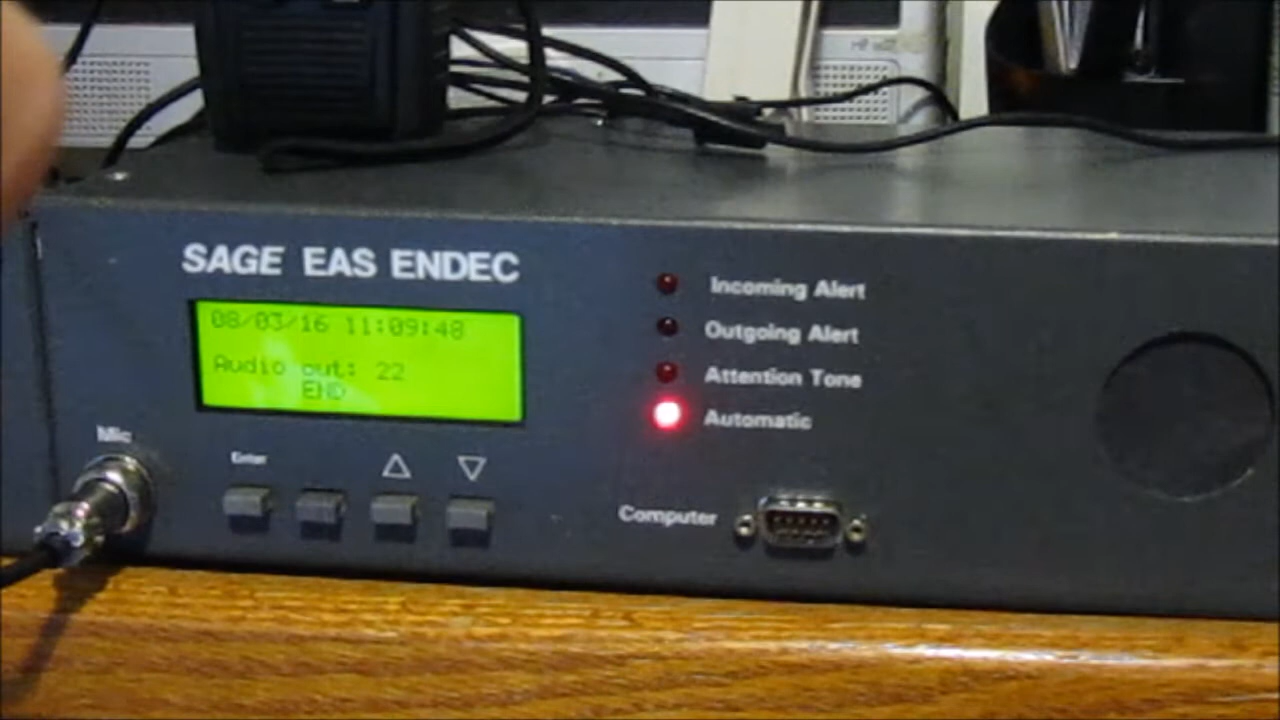 SAGE EAS ENDEC
08/03/16 11:09:48
Audio out: 22
END
Incoming Alert
Outgoing Alert
Attention Tone
Automatic
Mic
Enter
Computer